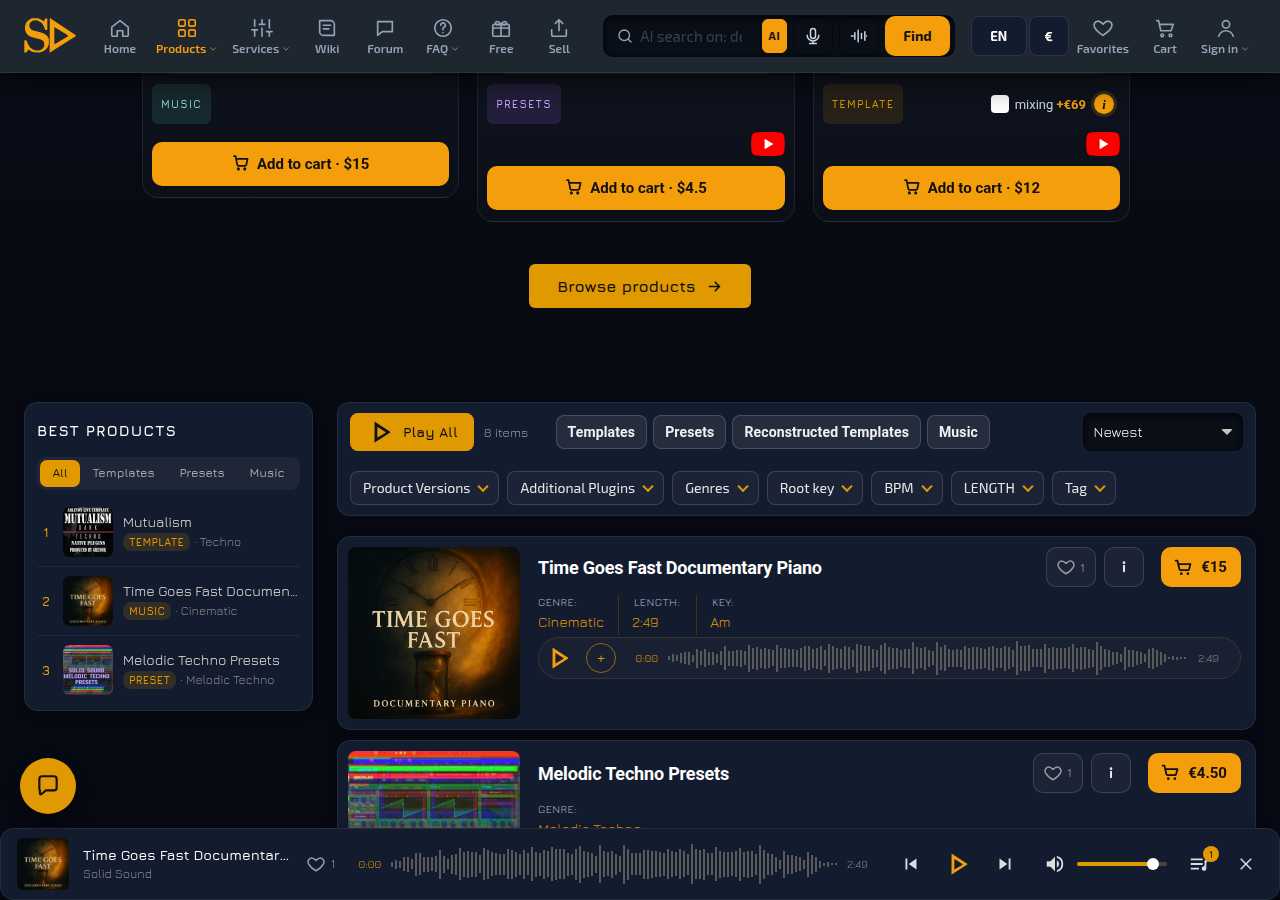 SD
Home
Products
Services
Wiki
Forum
FAQ
Free
Sell
AI search on:
AI
Find
EN
€
Favorites
Cart
Sign in
MUSIC
PRESETS
TEMPLATE
mixing +€69
i
Add to cart · $15
Add to cart · $4.5
Add to cart · $12
Browse products →
BEST PRODUCTS
All
Templates
Presets
Music
1
Mutualism
TEMPLATE · Techno
2
Time Goes Fast Documen...
MUSIC · Cinematic
3
Melodic Techno Presets
PRESET · Melodic Techno
Play All
8 items
Templates
Presets
Reconstructed Templates
Music
Newest
Product Versions
Additional Plugins
Genres
Root key
BPM
LENGTH
Tag
TIME GOES
FAST
DOCUMENTARY PIANO
Time Goes Fast Documentary Piano
1
i
€15
GENRE:
LENGTH:
KEY:
Cinematic
2:49
Am
+
0:00
2:49
Melodic Techno Presets
1
i
€4.50
GENRE:
Melodic Techno
Time Goes Fast Documentar...
Solid Sound
1
0:00
2:49
1